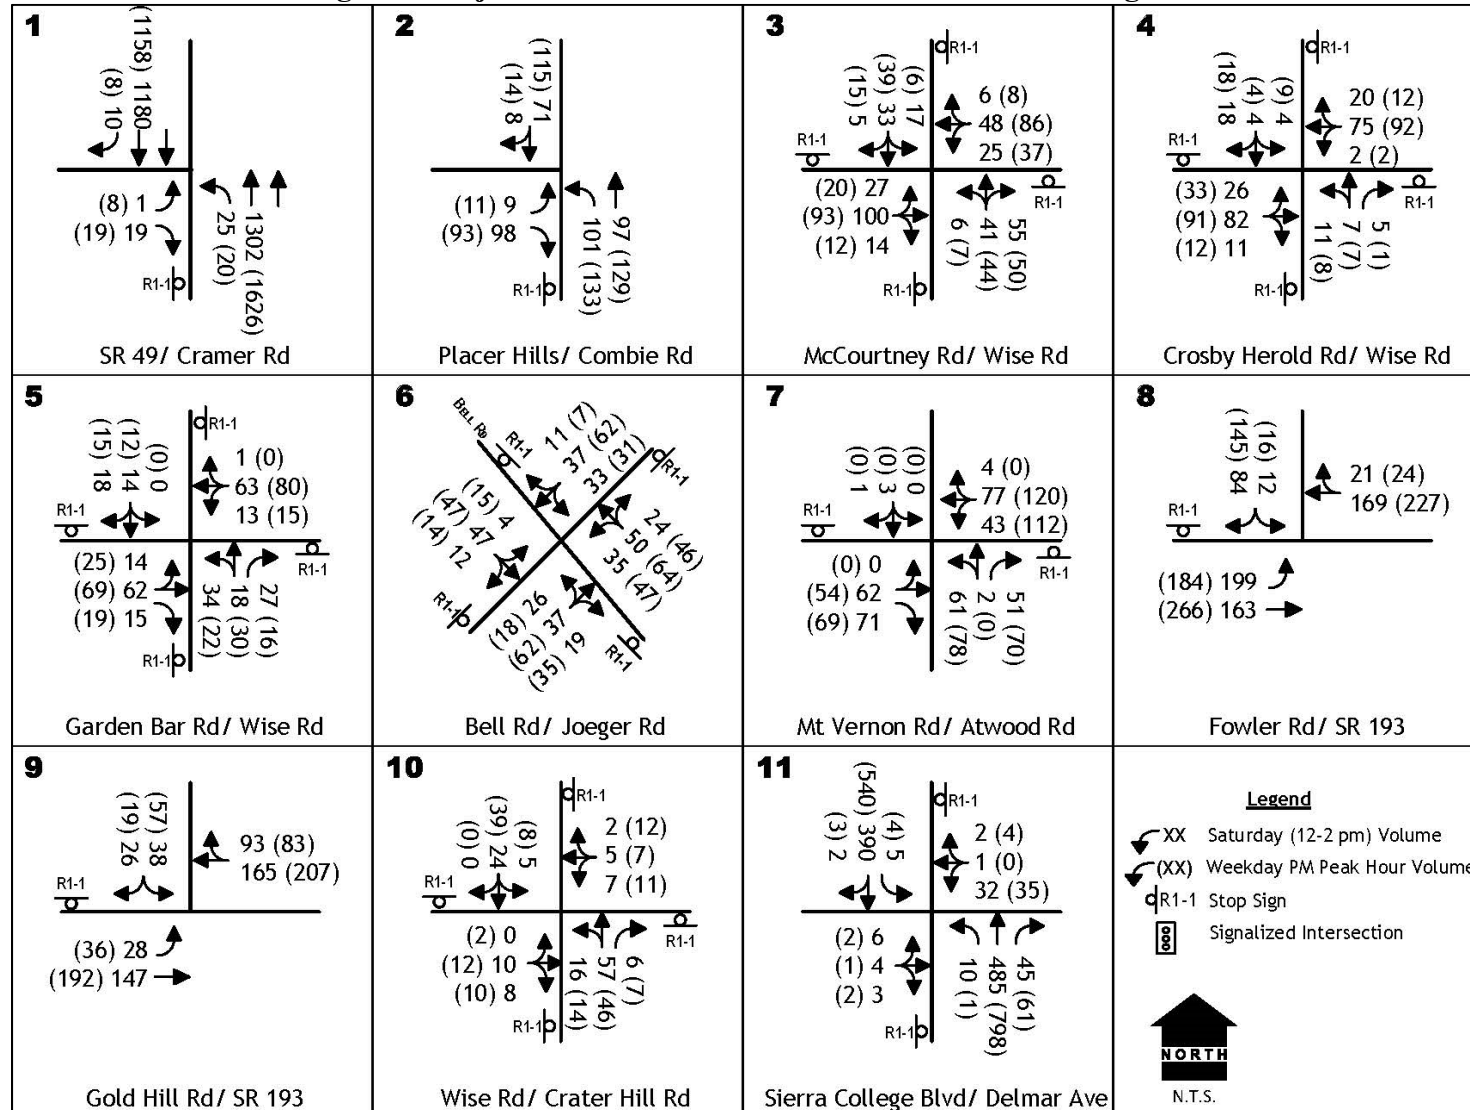 1
(8) 10
(1158) 1180
(8) 1
(19) 19
R1-1
25 (20)
1302 (1626)
SR 49/ Cramer Rd
2
(14) 8
(115) 71
(11) 9
(93) 98
R1-1
101 (133)
97 (129)
Placer Hills/ Combie Rd
3
R1-1
(15) 5
(39) 33
(6) 17
6 (8)
48 (86)
25 (37)
R1-1
(20) 27
(93) 100
(12) 14
R1-1
6 (7)
41 (44)
55 (50)
R1-1
McCourtney Rd/ Wise Rd
4
R1-1
(18) 18
(4) 4
(9) 4
20 (12)
75 (92)
2 (2)
R1-1
(33) 26
(91) 82
(12) 11
R1-1
11 (8)
7 (7)
5 (1)
R1-1
Crosby Herold Rd/ Wise Rd
5
R1-1
(15) 18
(12) 14
(0) 0
1 (0)
63 (80)
13 (15)
R1-1
(25) 14
(69) 62
(19) 15
R1-1
34 (22)
18 (30)
27 (16)
R1-1
Garden Bar Rd/ Wise Rd
6
BELL RD
R1-1
11 (7)
37 (62)
33 (31)
R1-1
(15) 4
(47) 47
(14) 12
24 (46)
50 (64)
35 (47)
R1-1
(18) 26
(62) 37
(35) 19
R1-1
Bell Rd/ Joeger Rd
7
(0) 1
(0) 3
(0) 0
4 (0)
77 (120)
43 (112)
R1-1
(0) 0
(54) 62
(69) 71
61 (78)
2 (0)
51 (70)
R1-1
Mt Vernon Rd/ Atwood Rd
8
(145) 84
(16) 12
21 (24)
169 (227)
R1-1
(184) 199
(266) 163
Fowler Rd/ SR 193
9
(19) 26
(57) 38
93 (83)
165 (207)
R1-1
(36) 28
(192) 147
Gold Hill Rd/ SR 193
10
R1-1
(0) 0
(39) 24
(8) 5
2 (12)
5 (7)
7 (11)
R1-1
(2) 0
(12) 10
(10) 8
R1-1
16 (14)
57 (46)
6 (7)
R1-1
Wise Rd/ Crater Hill Rd
11
R1-1
(3) 2
(540) 390
(4) 5
2 (4)
1 (0)
32 (35)
(2) 6
(1) 4
(2) 3
R1-1
10 (1)
485 (798)
45 (61)
Sierra College Blvd/ Delmar Ave
Legend
XX Saturday (12-2 pm) Volume
(XX) Weekday PM Peak Hour Volume
R1-1 Stop Sign
Signalized Intersection
NORTH
N.T.S.